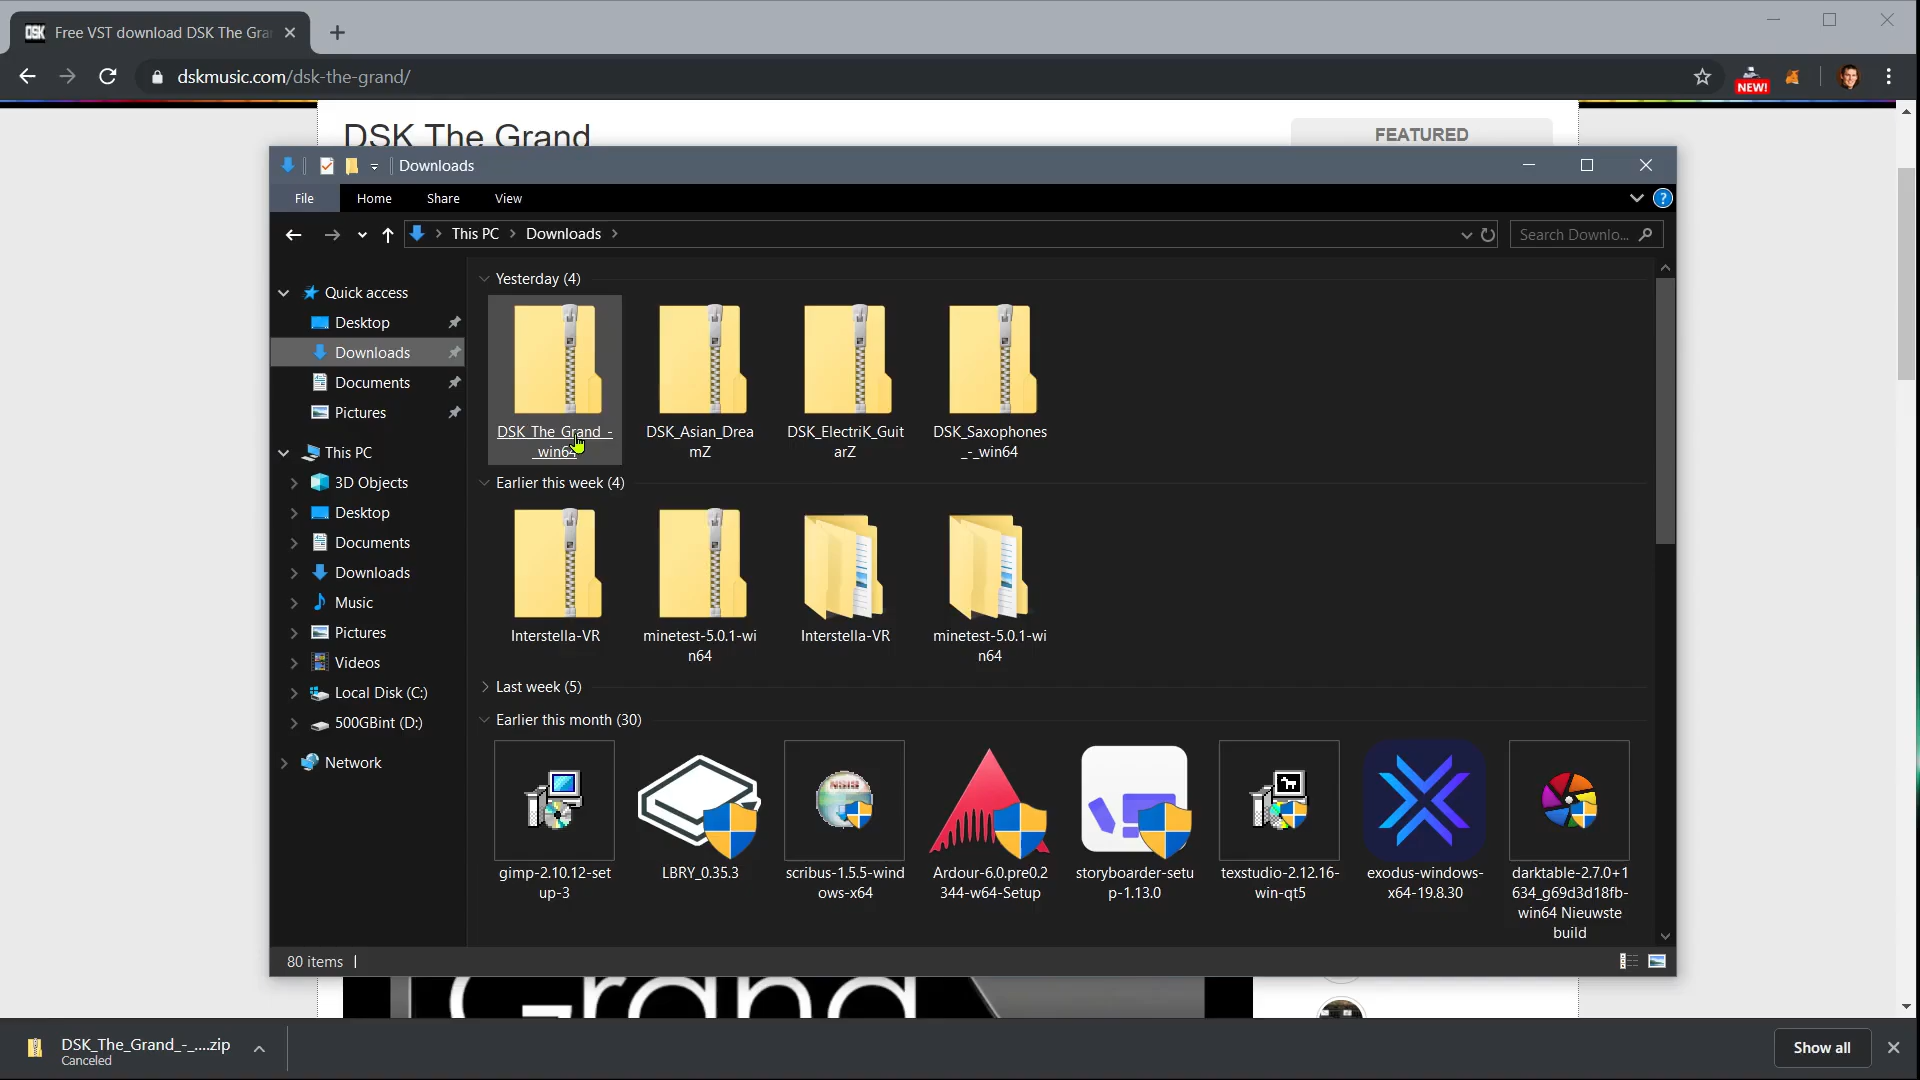 DSK Free VST download DSK The Gra
dskmusic.com/dsk-the-grand/
NEW!
DSK The Grand
FEATURED
Downloads
File Home Share View
?
This PC Downloads
Search Downlo...
Quick access
Desktop
Downloads
Documents
Pictures
This PC
3D Objects
Desktop
Documents
Downloads
Music
Pictures
Videos
Local Disk (C:)
500GBint (D:)
Network
Yesterday (4)
DSK_The_Grand_-
_win64
DSK_Asian_Drea
mZ
DSK_ElectriK_Guit
arZ
DSK_Saxophones
_-_win64
Earlier this week (4)
Interstella-VR
minetest-5.0.1-wi
n64
Interstella-VR
minetest-5.0.1-wi
n64
Last week (5)
Earlier this month (30)
NSIS
gimp-2.10.12-set
up-3
LBRY_0.35.3
scribus-1.5.5-wind
ows-x64
Ardour-6.0.pre0.2
344-w64-Setup
storyboarder-setu
p-1.13.0
texstudio-2.12.16-
win-qt5
exodus-windows-
x64-19.8.30
darktable-2.7.0+1
634_g69d3d18fb-
win64 Nieuwste
build
80 items
Grand
DSK_The_Grand_-_....zip
Canceled
Show all